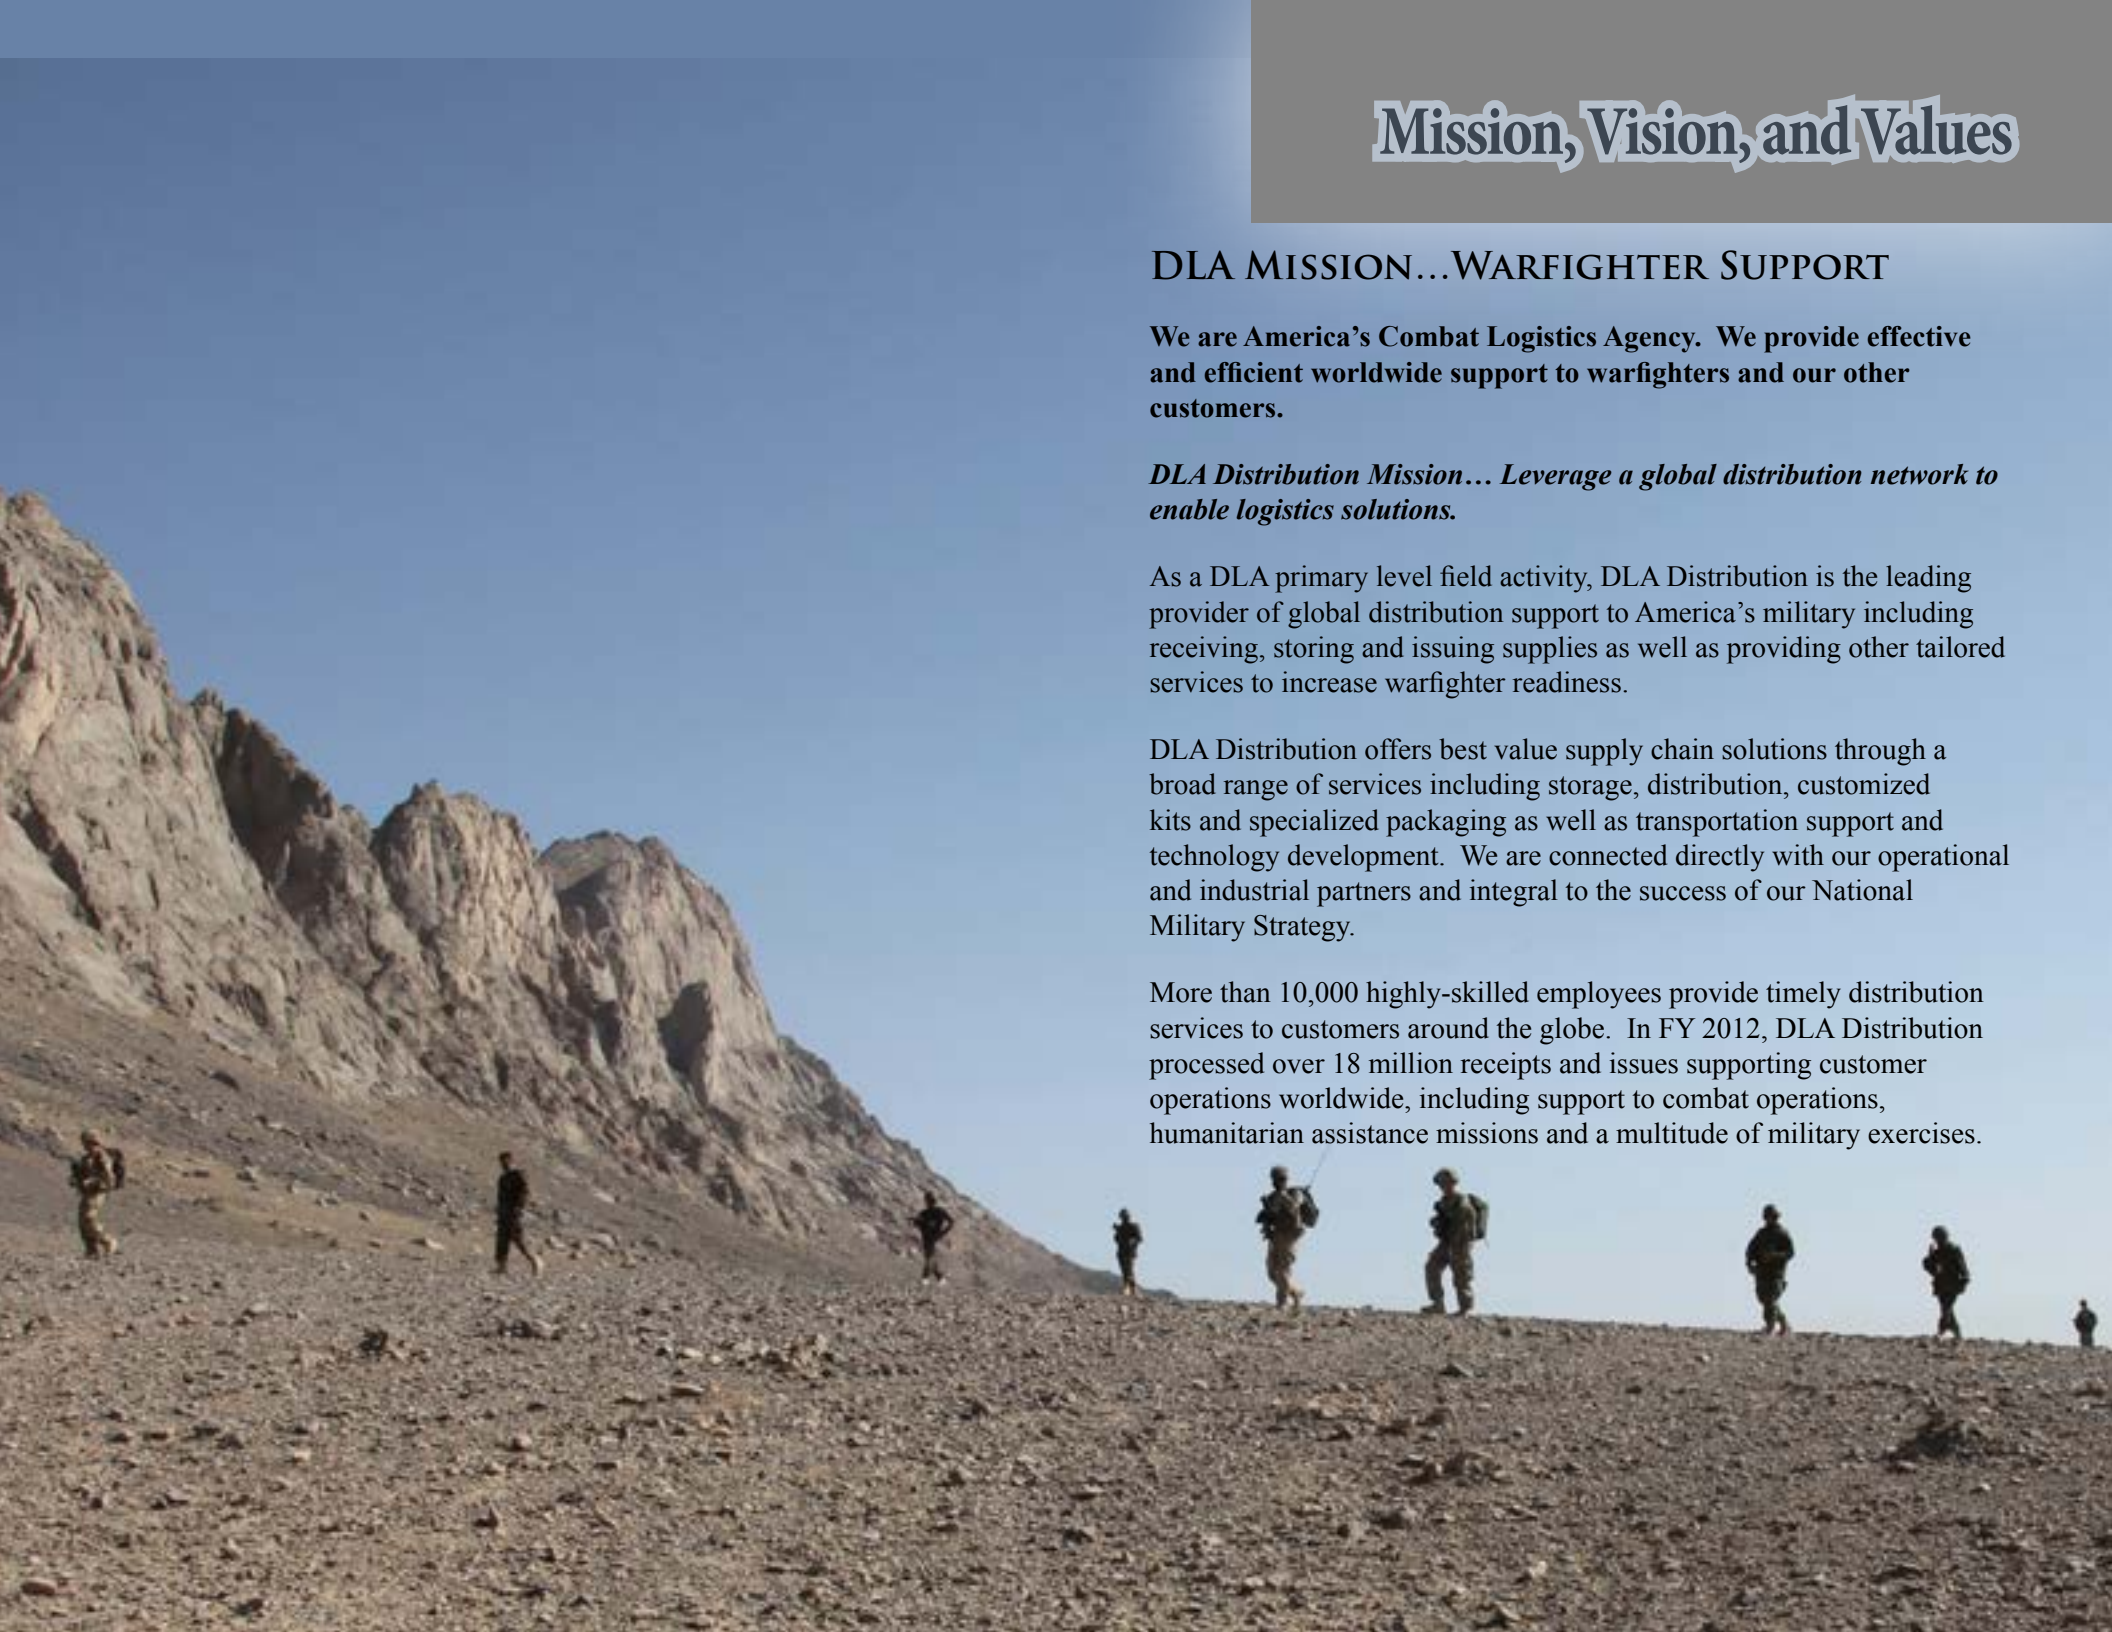 Mission, Vision, and Values
DLA Mission…Warfighter Support
We are America’s Combat Logistics Agency.  We provide effective
and efficient worldwide support to warfighters and our other
customers.
DLA Distribution Mission… Leverage a global distribution network to
enable logistics solutions.
As a DLA primary level field activity, DLA Distribution is the leading
provider of global distribution support to America’s military including
receiving, storing and issuing supplies as well as providing other tailored
services to increase warfighter readiness.
DLA Distribution offers best value supply chain solutions through a
broad range of services including storage, distribution, customized
kits and specialized packaging as well as transportation support and
technology development.  We are connected directly with our operational
and industrial partners and integral to the success of our National
Military Strategy.
More than 10,000 highly-skilled employees provide timely distribution
services to customers around the globe.  In FY 2012, DLA Distribution
processed over 18 million receipts and issues supporting customer
operations worldwide, including support to combat operations,
humanitarian assistance missions and a multitude of military exercises.